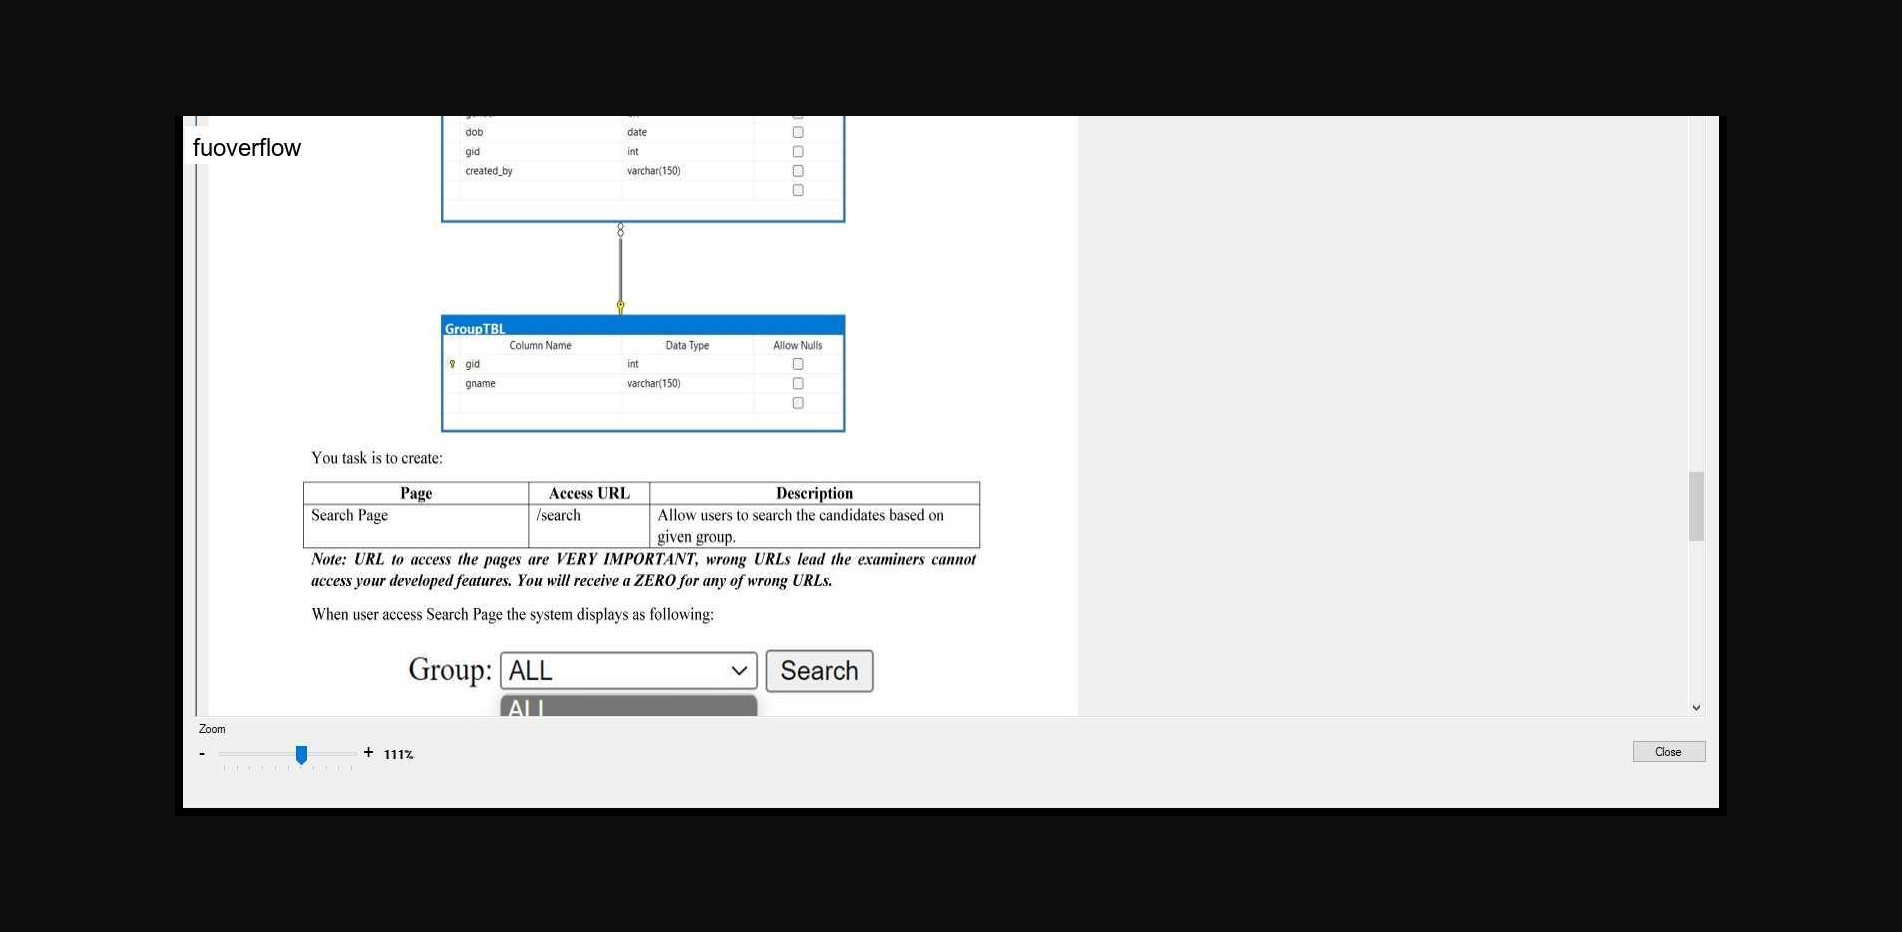 fuoverflow
dob date
gid int
created_by varchar(150)
GroupTBL
Column Name Data Type Allow Nulls
gid int
gname varchar(150)
You task is to create:
Page Access URL Description
Search Page /search Allow users to search the candidates based on
given group.
Note: URL to access the pages are VERY IMPORTANT, wrong URLs lead the examiners cannot
access your developed features. You will receive a ZERO for any of wrong URLs.
When user access Search Page the system displays as following:
Group: ALL Search
ALL
Zoom
- + 111%
Close